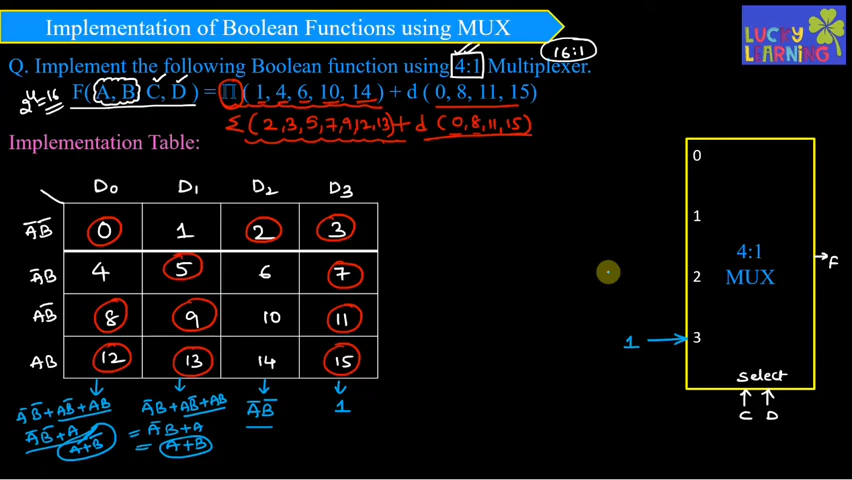 Implementation of Boolean Functions using MUX
LUCKY
LEARNING
16:1
Q. Implement the following Boolean function using 4:1 Multiplexer.
2⁴=16 F(A, B, C, D) = Π ( 1, 4, 6, 10, 14 ) + d ( 0, 8, 11, 15)
Σ ( 2,3,5,7,9,12,13)+ d (0,8,11,15)
Implementation Table:
D₀ D₁ D₂ D₃
A̅B̅ 0 1 2 3
A̅B 4 5 6 7
AB̅ 8 9 10 11
AB 12 13 14 15
A̅B̅+AB̅+AB A̅B+AB̅+AB A̅B̅ 1
A̅B̅+A = A̅B+A
A+B̅ = A+B
0
1
2
3
4:1
MUX
F
1
Select
C D